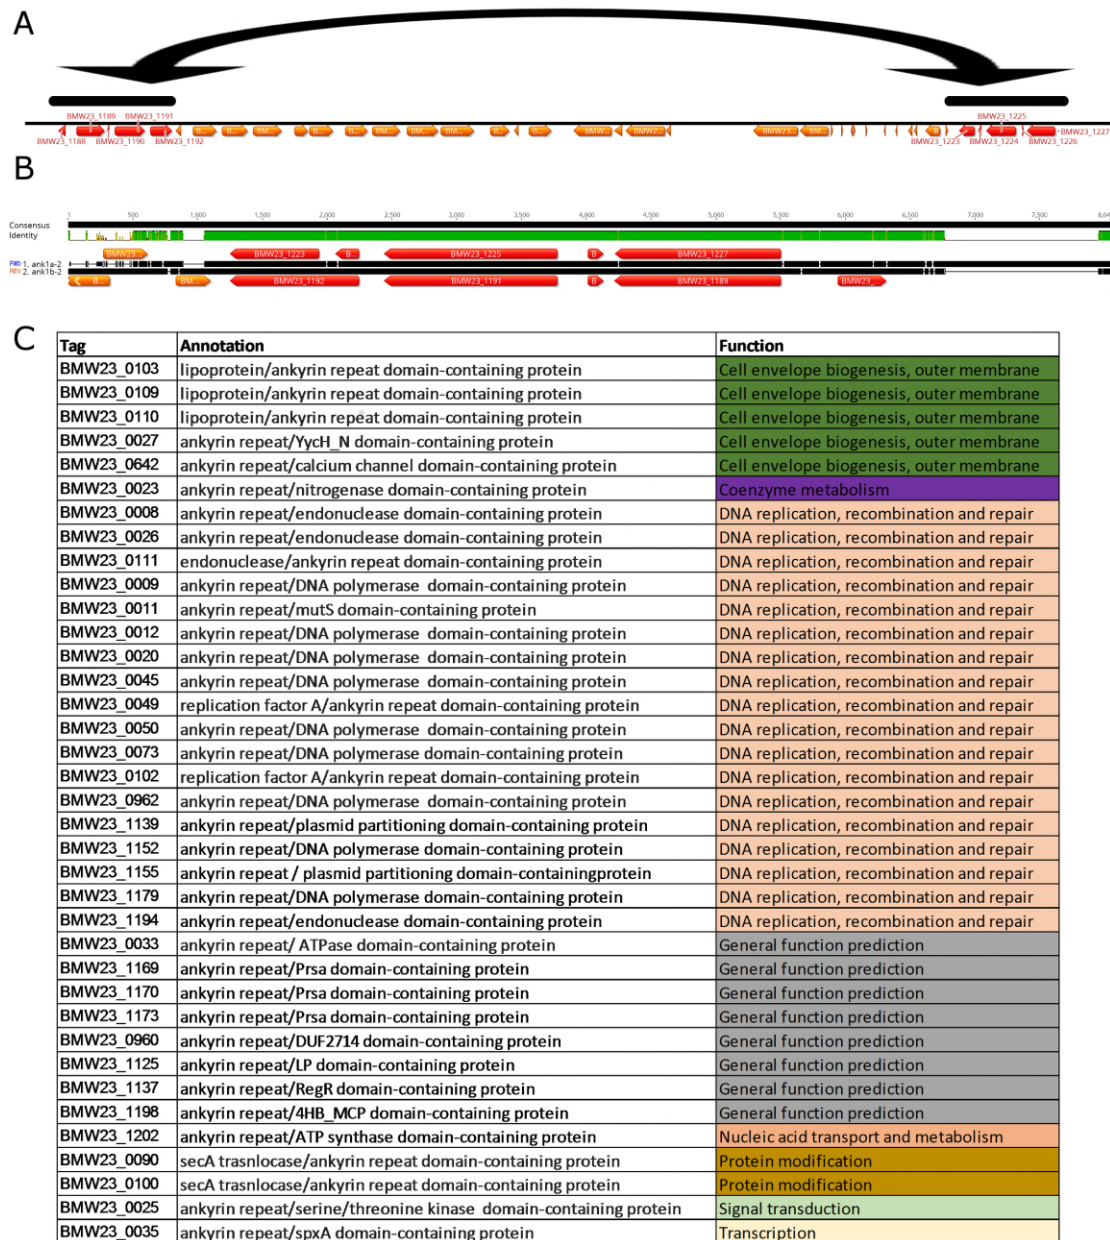 A
BMW23_1189 BMW23_1191
BMW23_1225
B... B... BM... B... B... B... BM... BM... B... B... BMW... BMW2... BMW23... BM... B
BMW23_1188 BMW23_1190 BMW23_1192
BMW23_1223 BMW23_1224 BMW23_1226 BMW23_1227
B
1 500 1,000 1,500 2,000 2,500 3,000 3,500 4,000 4,500 5,000 5,500 6,000 6,500 7,000 7,500 8,04
Consensus
Identity
BMW23... BMW23_1223 B... BMW23_1225 B BMW23_1227
FWD 1. ank1a-2
REV 2. ank1b-2
B... BM... BMW23_1192 BMW23_1191 B BMW23_1189 BMW23_...
C
Tag Annotation Function
BMW23_0103 lipoprotein/ankyrin repeat domain-containing protein Cell envelope biogenesis, outer membrane
BMW23_0109 lipoprotein/ankyrin repeat domain-containing protein Cell envelope biogenesis, outer membrane
BMW23_0110 lipoprotein/ankyrin repeat domain-containing protein Cell envelope biogenesis, outer membrane
BMW23_0027 ankyrin repeat/YycH_N domain-containing protein Cell envelope biogenesis, outer membrane
BMW23_0642 ankyrin repeat/calcium channel domain-containing protein Cell envelope biogenesis, outer membrane
BMW23_0023 ankyrin repeat/nitrogenase domain-containing protein Coenzyme metabolism
BMW23_0008 ankyrin repeat/endonuclease domain-containing protein DNA replication, recombination and repair
BMW23_0026 ankyrin repeat/endonuclease domain-containing protein DNA replication, recombination and repair
BMW23_0111 endonuclease/ankyrin repeat domain-containing protein DNA replication, recombination and repair
BMW23_0009 ankyrin repeat/DNA polymerase domain-containing protein DNA replication, recombination and repair
BMW23_0011 ankyrin repeat/mutS domain-containing protein DNA replication, recombination and repair
BMW23_0012 ankyrin repeat/DNA polymerase domain-containing protein DNA replication, recombination and repair
BMW23_0020 ankyrin repeat/DNA polymerase domain-containing protein DNA replication, recombination and repair
BMW23_0045 ankyrin repeat/DNA polymerase domain-containing protein DNA replication, recombination and repair
BMW23_0049 replication factor A/ankyrin repeat domain-containing protein DNA replication, recombination and repair
BMW23_0050 ankyrin repeat/DNA polymerase domain-containing protein DNA replication, recombination and repair
BMW23_0073 ankyrin repeat/DNA polymerase domain-containing protein DNA replication, recombination and repair
BMW23_0102 replication factor A/ankyrin repeat domain-containing protein DNA replication, recombination and repair
BMW23_0962 ankyrin repeat/DNA polymerase domain-containing protein DNA replication, recombination and repair
BMW23_1139 ankyrin repeat/plasmid partitioning domain-containing protein DNA replication, recombination and repair
BMW23_1152 ankyrin repeat/DNA polymerase domain-containing protein DNA replication, recombination and repair
BMW23_1155 ankyrin repeat / plasmid partitioning domain-containingprotein DNA replication, recombination and repair
BMW23_1179 ankyrin repeat/DNA polymerase domain-containing protein DNA replication, recombination and repair
BMW23_1194 ankyrin repeat/endonuclease domain-containing protein DNA replication, recombination and repair
BMW23_0033 ankyrin repeat/ ATPase domain-containing protein General function prediction
BMW23_1169 ankyrin repeat/Prsa domain-containing protein General function prediction
BMW23_1170 ankyrin repeat/Prsa domain-containing protein General function prediction
BMW23_1173 ankyrin repeat/Prsa domain-containing protein General function prediction
BMW23_0960 ankyrin repeat/DUF2714 domain-containing protein General function prediction
BMW23_1125 ankyrin repeat/LP domain-containing protein General function prediction
BMW23_1137 ankyrin repeat/RegR domain-containing protein General function prediction
BMW23_1198 ankyrin repeat/4HB_MCP domain-containing protein General function prediction
BMW23_1202 ankyrin repeat/ATP synthase domain-containing protein Nucleic acid transport and metabolism
BMW23_0090 secA trasnlocase/ankyrin repeat domain-containing protein Protein modification
BMW23_0100 secA trasnlocase/ankyrin repeat domain-containing protein Protein modification
BMW23_0025 ankyrin repeat/serine/threonine kinase domain-containing protein Signal transduction
BMW23_0035 ankyrin repeat/spxA domain-containing protein Transcription